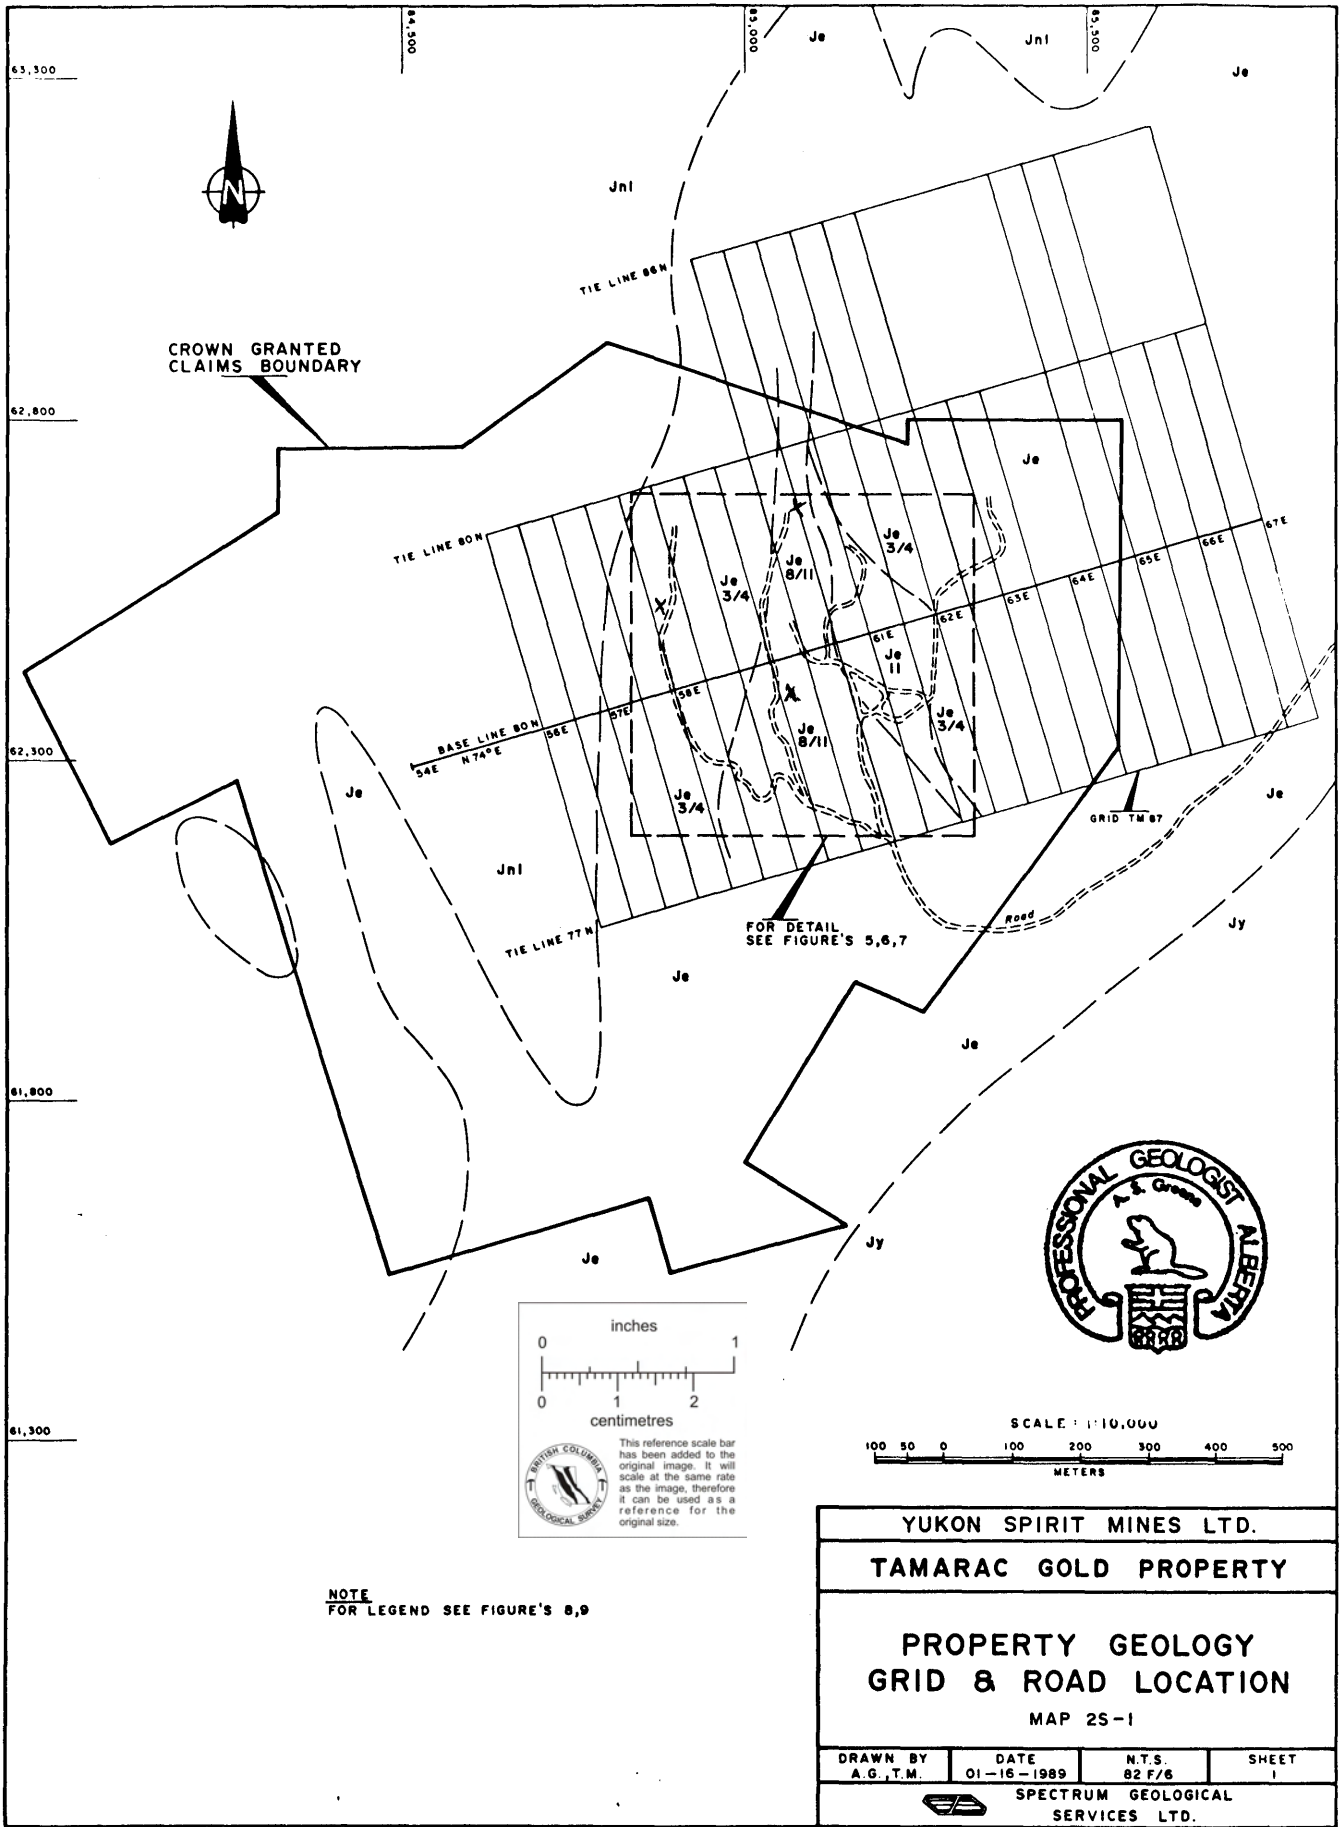 84,500
85,000
85,500
63,300
Je
Jnl
Je
N
Jnl
TIE LINE 86N
CROWN GRANTED
CLAIMS BOUNDARY
62,800
Je
TIE LINE 80N
Je
3/4
Je
8/11
Je
3/4
67E
66E
65E
64E
63E
62E
61E
Je
11
58E
57E
56E
BASE LINE 80N
54E
N 74° E
Je
8/11
Je
3/4
62,300
Je
Je
3/4
Je
GRID TM 87
Jnl
Road
Jy
FOR DETAIL
SEE FIGURE'S 5,6,7
TIE LINE 77N
Je
Je
61,800
PROFESSIONAL GEOLOGIST ALBERTA
A. S. Greene
Jy
Je
inches
0 1
0 1 2
centimetres
BRITISH COLUMBIA
GEOLOGICAL SURVEY
This reference scale bar
has been added to the
original image. It will
scale at the same rate
as the image, therefore
it can be used as a
reference for the
original size.
61,300
SCALE : 1:10,000
100 50 0 100 200 300 400 500
METERS
YUKON SPIRIT MINES LTD.
TAMARAC GOLD PROPERTY
PROPERTY GEOLOGY
GRID & ROAD LOCATION
MAP 2S-1
NOTE
FOR LEGEND SEE FIGURE'S 8,9
DRAWN BY
A.G., T.M.
DATE
01-16-1989
N.T.S.
82 F/6
SHEET
1
SPECTRUM GEOLOGICAL
SERVICES LTD.